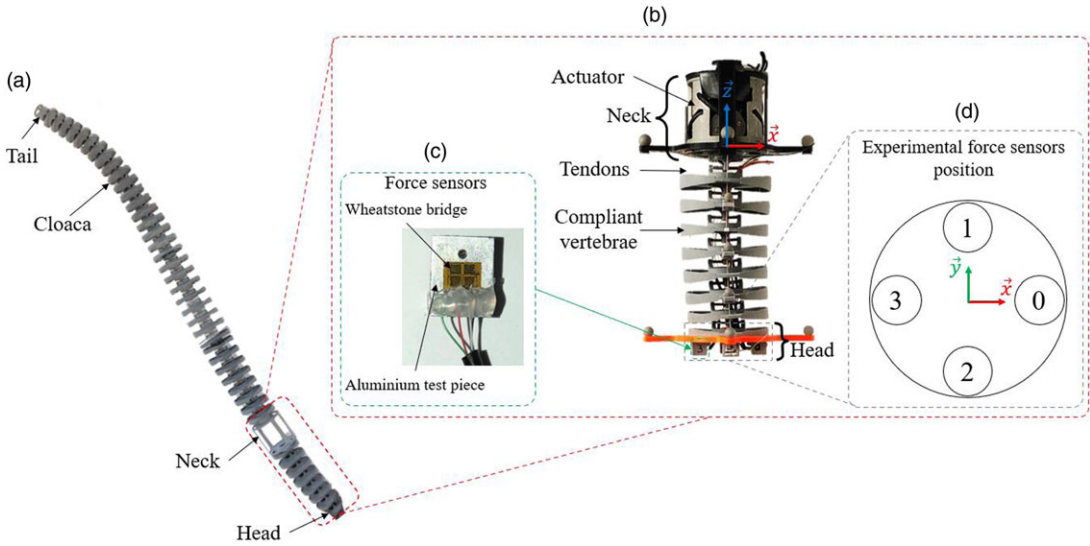 (a)
Tail
Cloaca
Neck
Head
(b)
Actuator
Neck
z
x
Tendons
Compliant
vertebrae
Head
(c)
Force sensors
Wheatstone bridge
Aluminium test piece
(d)
Experimental force sensors
position
1
y
x
3
0
2